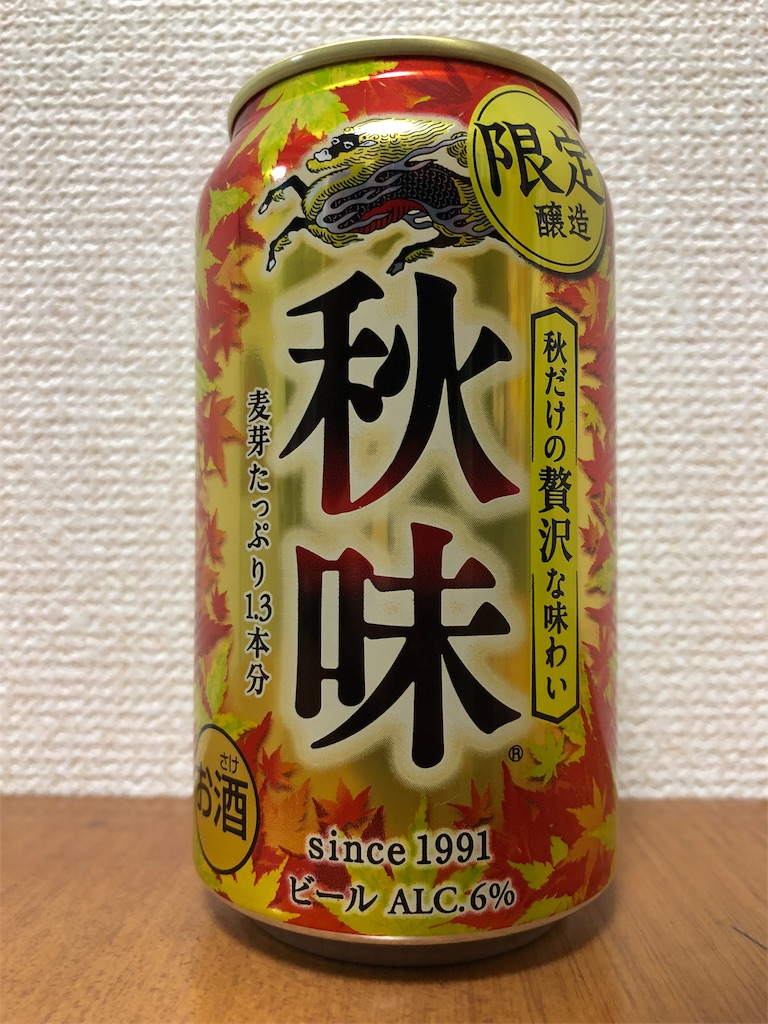 限定
醸造
秋味
®
秋だけの贅沢な味わい
麦芽たっぷり1.3本分
さけ
お酒
since 1991
ビール ALC.6%